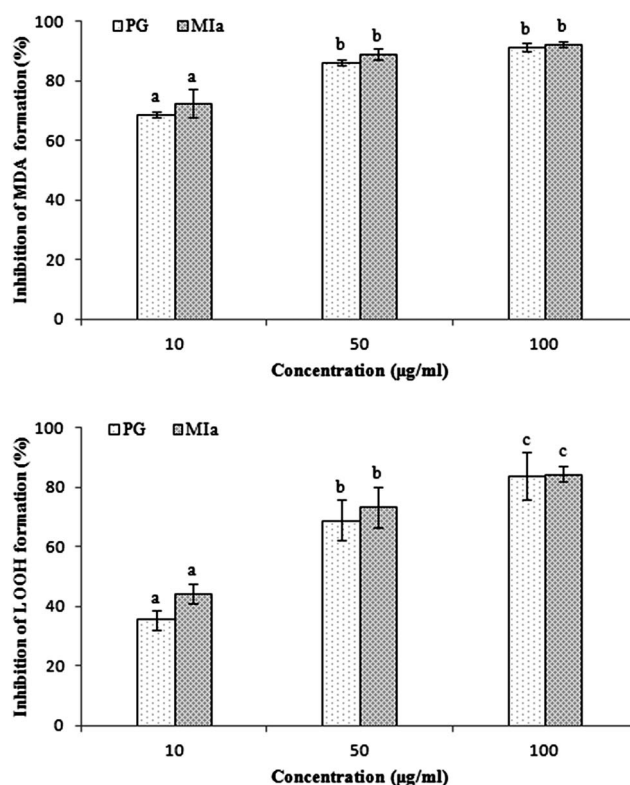 PG MIa
Inhibition of MDA formation (%)
100
80
60
40
20
0
a a
b b
b b
10 50 100
Concentration (µg/ml)
PG MIa
Inhibition of LOOH formation (%)
100
80
60
40
20
0
a a
b b
c c
10 50 100
Concentration (µg/ml)